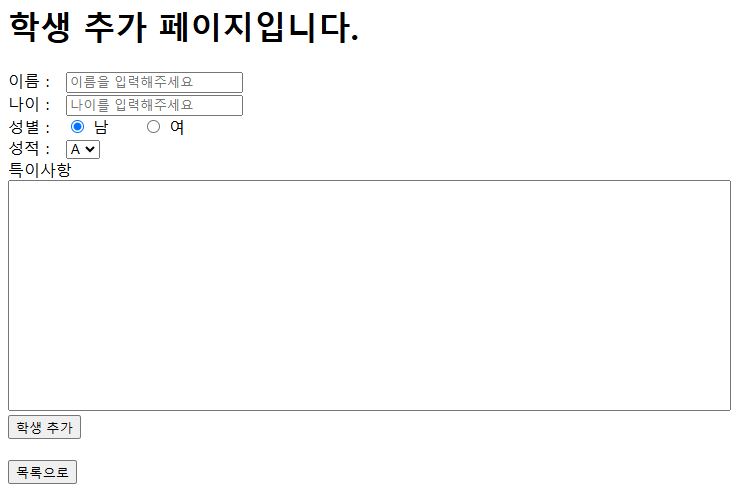 학생 추가 페이지입니다.
이름 : 이름을 입력해주세요
나이 : 나이를 입력해주세요
성별 : 남 여
성적 : A
특이사항
학생 추가
목록으로